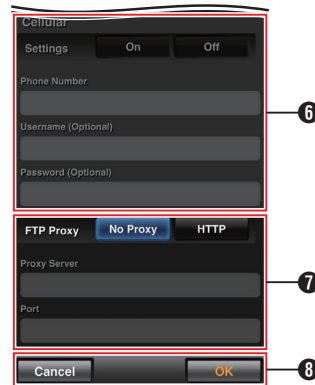 Cellular
Settings On Off
Phone Number
6
Username (Optional)
Password (Optional)
FTP Proxy No Proxy HTTP
Proxy Server
7
Port
Cancel OK 8